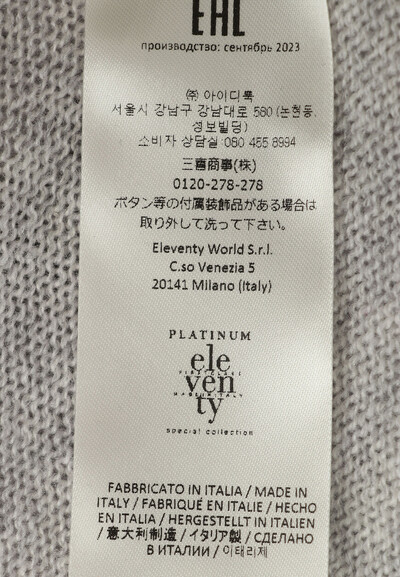 EAC
производство: сентябрь 2023
㈜ 아이디룩
서울시 강남구 강남대로 580 (논현동,
성보빌딩)
소비자 상담실: 080 485 8994
三喜商事(株)
0120-278-278
ボタン等の付属装飾品がある場合は
取り外して洗って下さい。
Eleventy World S.r.l.
C.so Venezia 5
20141 Milano (Italy)
PLATINUM
ele
FIRST CLASS
ven
MADE IN ITALY
ty
special collection
FABBRICATO IN ITALIA / MADE IN
ITALY / FABRIQUÉ EN ITALIE / HECHO
EN ITALIA / HERGESTELLT IN ITALIEN
/ 意大利制造 / イタリア製 / СДЕЛАНО
В ИТАЛИИ / 이태리제